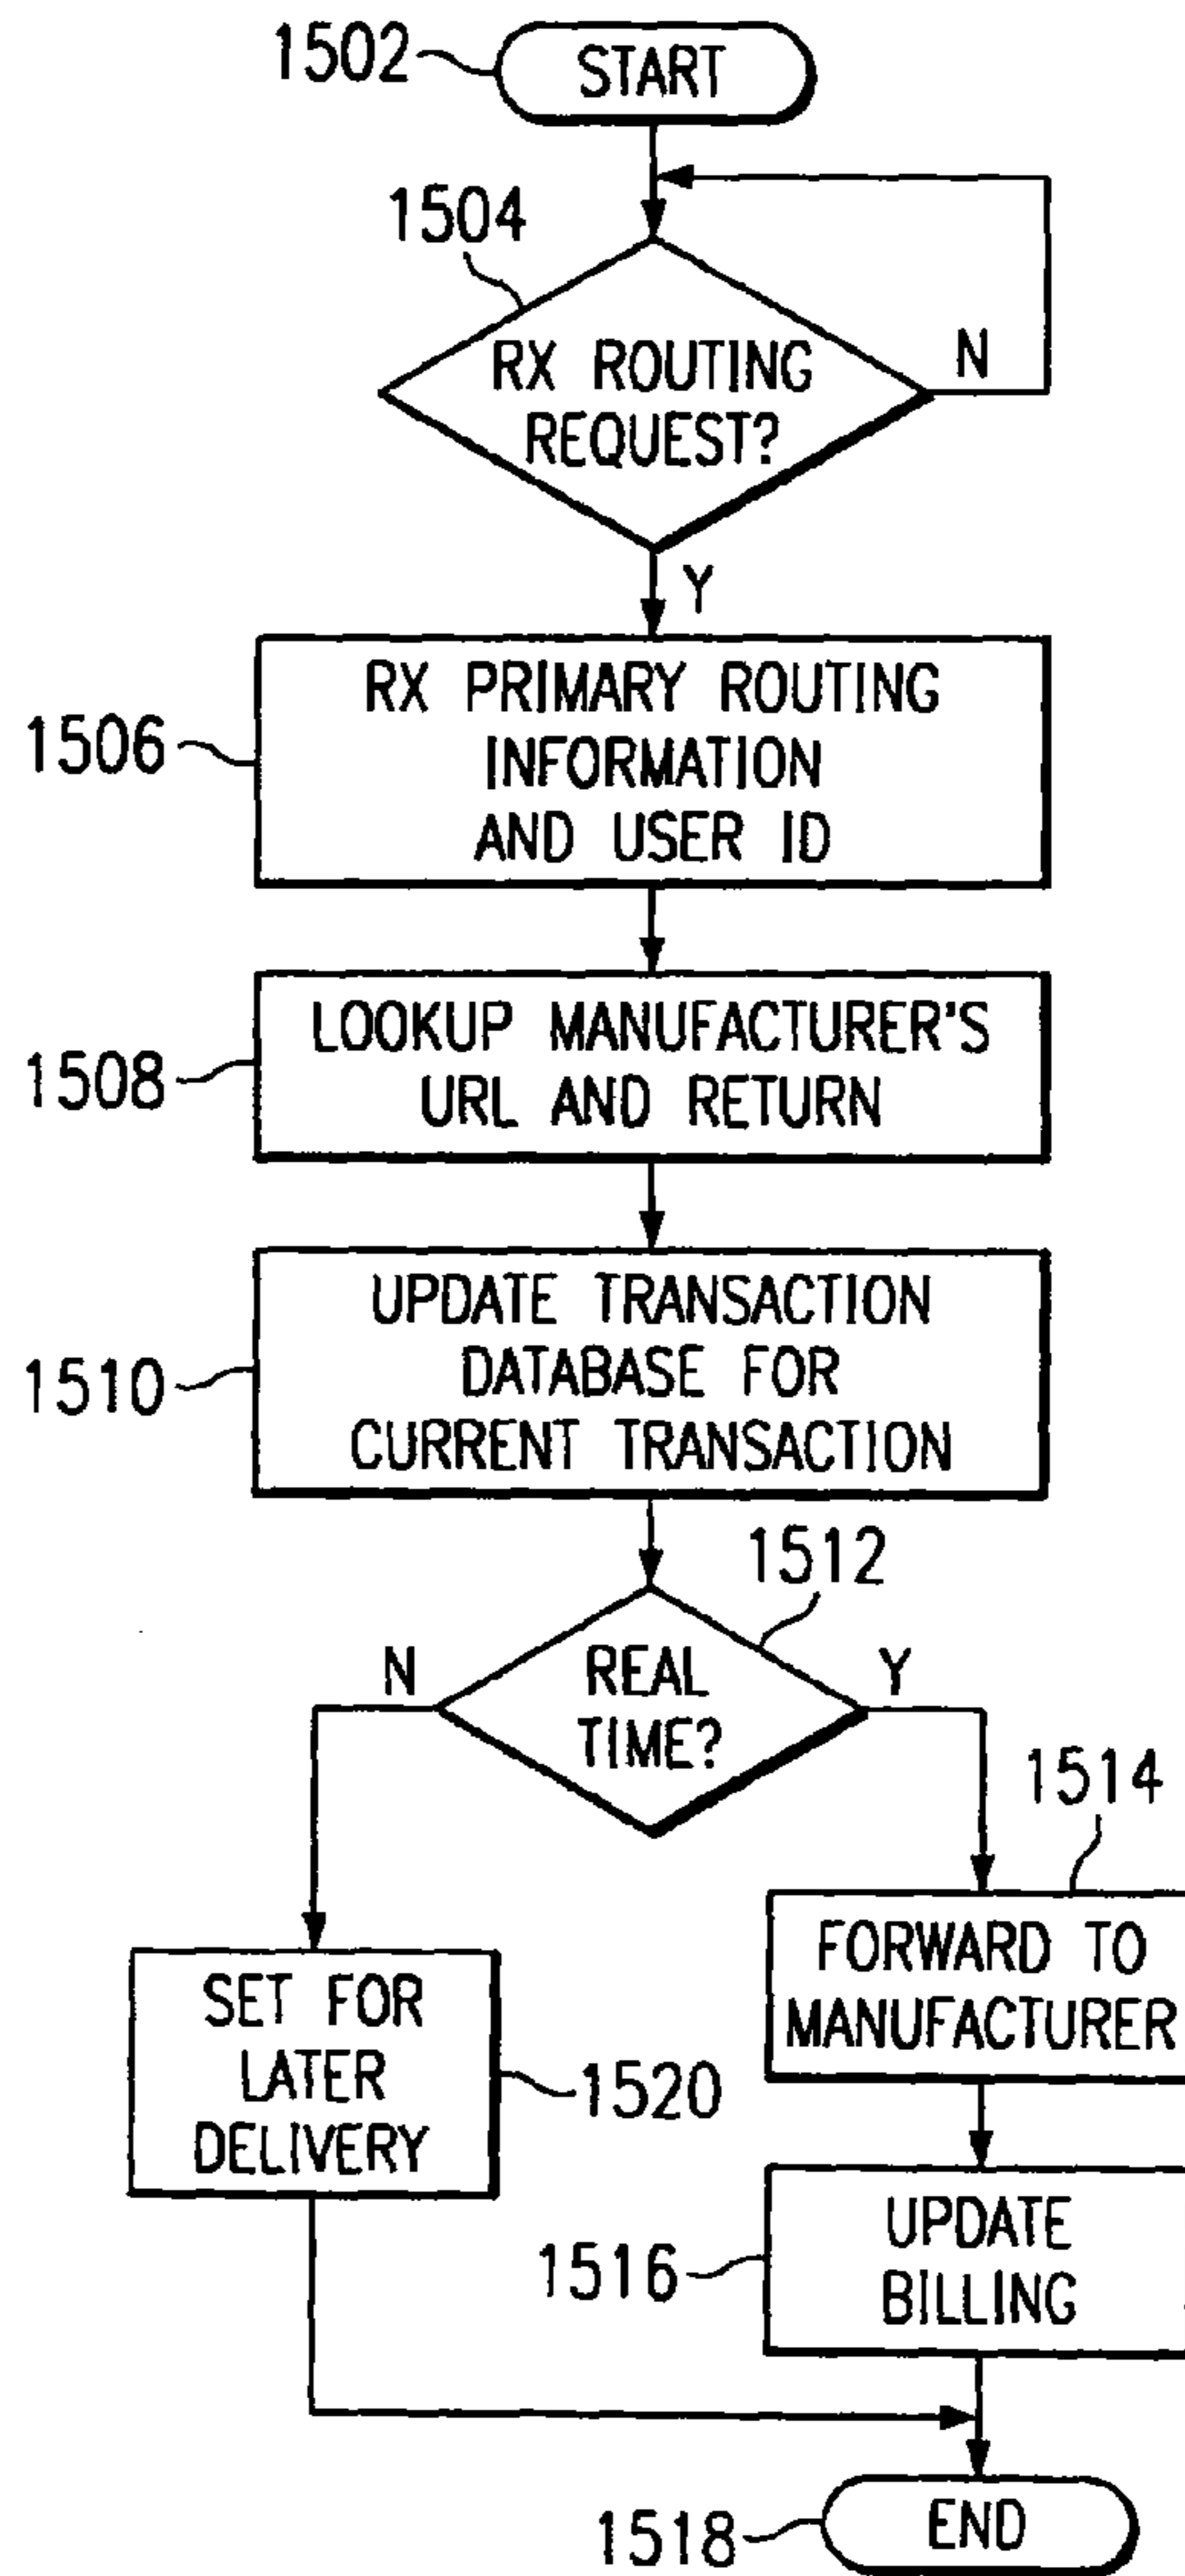 1502
START
1504
RX ROUTING
REQUEST?
N
Y
1506
RX PRIMARY ROUTING
INFORMATION
AND USER ID
1508
LOOKUP MANUFACTURER'S
URL AND RETURN
1510
UPDATE TRANSACTION
DATABASE FOR
CURRENT TRANSACTION
1512
N
REAL
TIME?
Y
1514
FORWARD TO
MANUFACTURER
SET FOR
LATER
DELIVERY
1520
1516
UPDATE
BILLING
1518
END